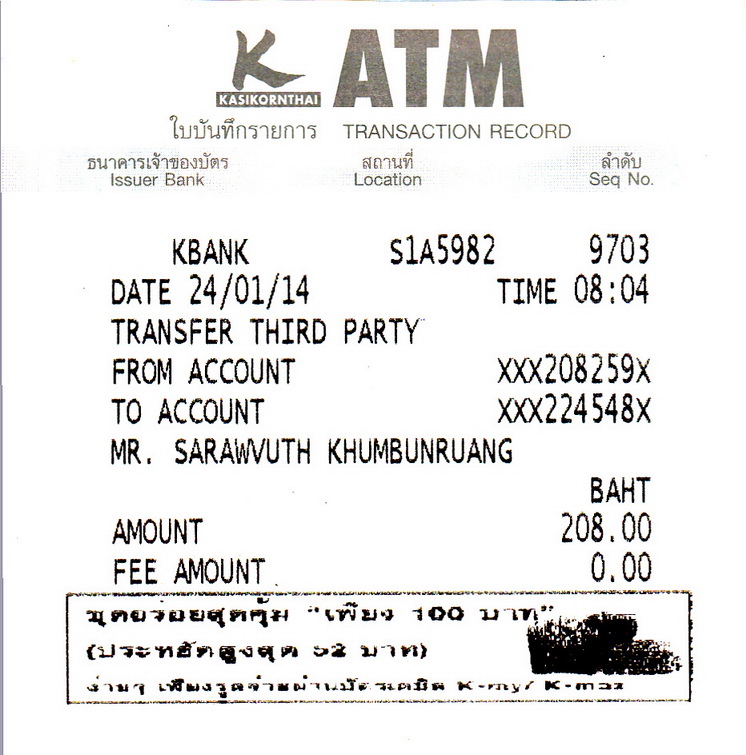 K ATM
KASIKORNTHAI
ใบบันทึกรายการ TRANSACTION RECORD
ธนาคารเจ้าของบัตร สถานที่ ลำดับ
Issuer Bank Location Seq No.
KBANK S1A5982 9703
DATE 24/01/14 TIME 08:04
TRANSFER THIRD PARTY
FROM ACCOUNT XXX208259X
TO ACCOUNT XXX224548X
MR. SARAWVUTH KHUMBUNRUANG
BAHT
AMOUNT 208.00
FEE AMOUNT 0.00
ชุดอร่อยสุดคุ้ม "เพียง 100 บาท"
(ประหยัดสูงสุด 52 บาท)
ง่ายๆ เพียงรูดจ่ายผ่านบัตรเดบิต K-my/ K-max